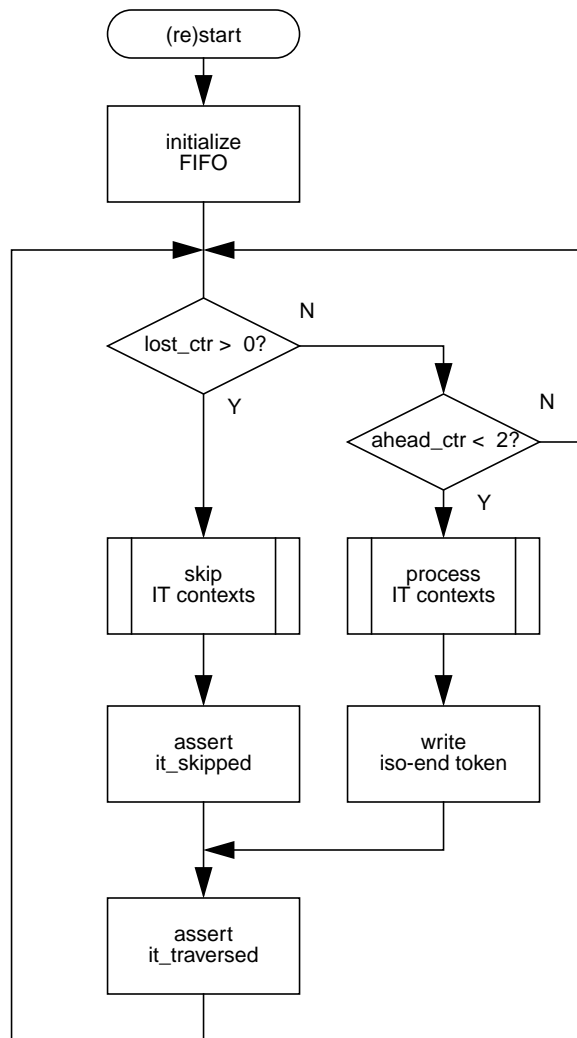 (re)start
initialize
FIFO
N
lost_ctr > 0?
Y
N
ahead_ctr < 2?
Y
skip
IT contexts
process
IT contexts
assert
it_skipped
write
iso-end token
assert
it_traversed